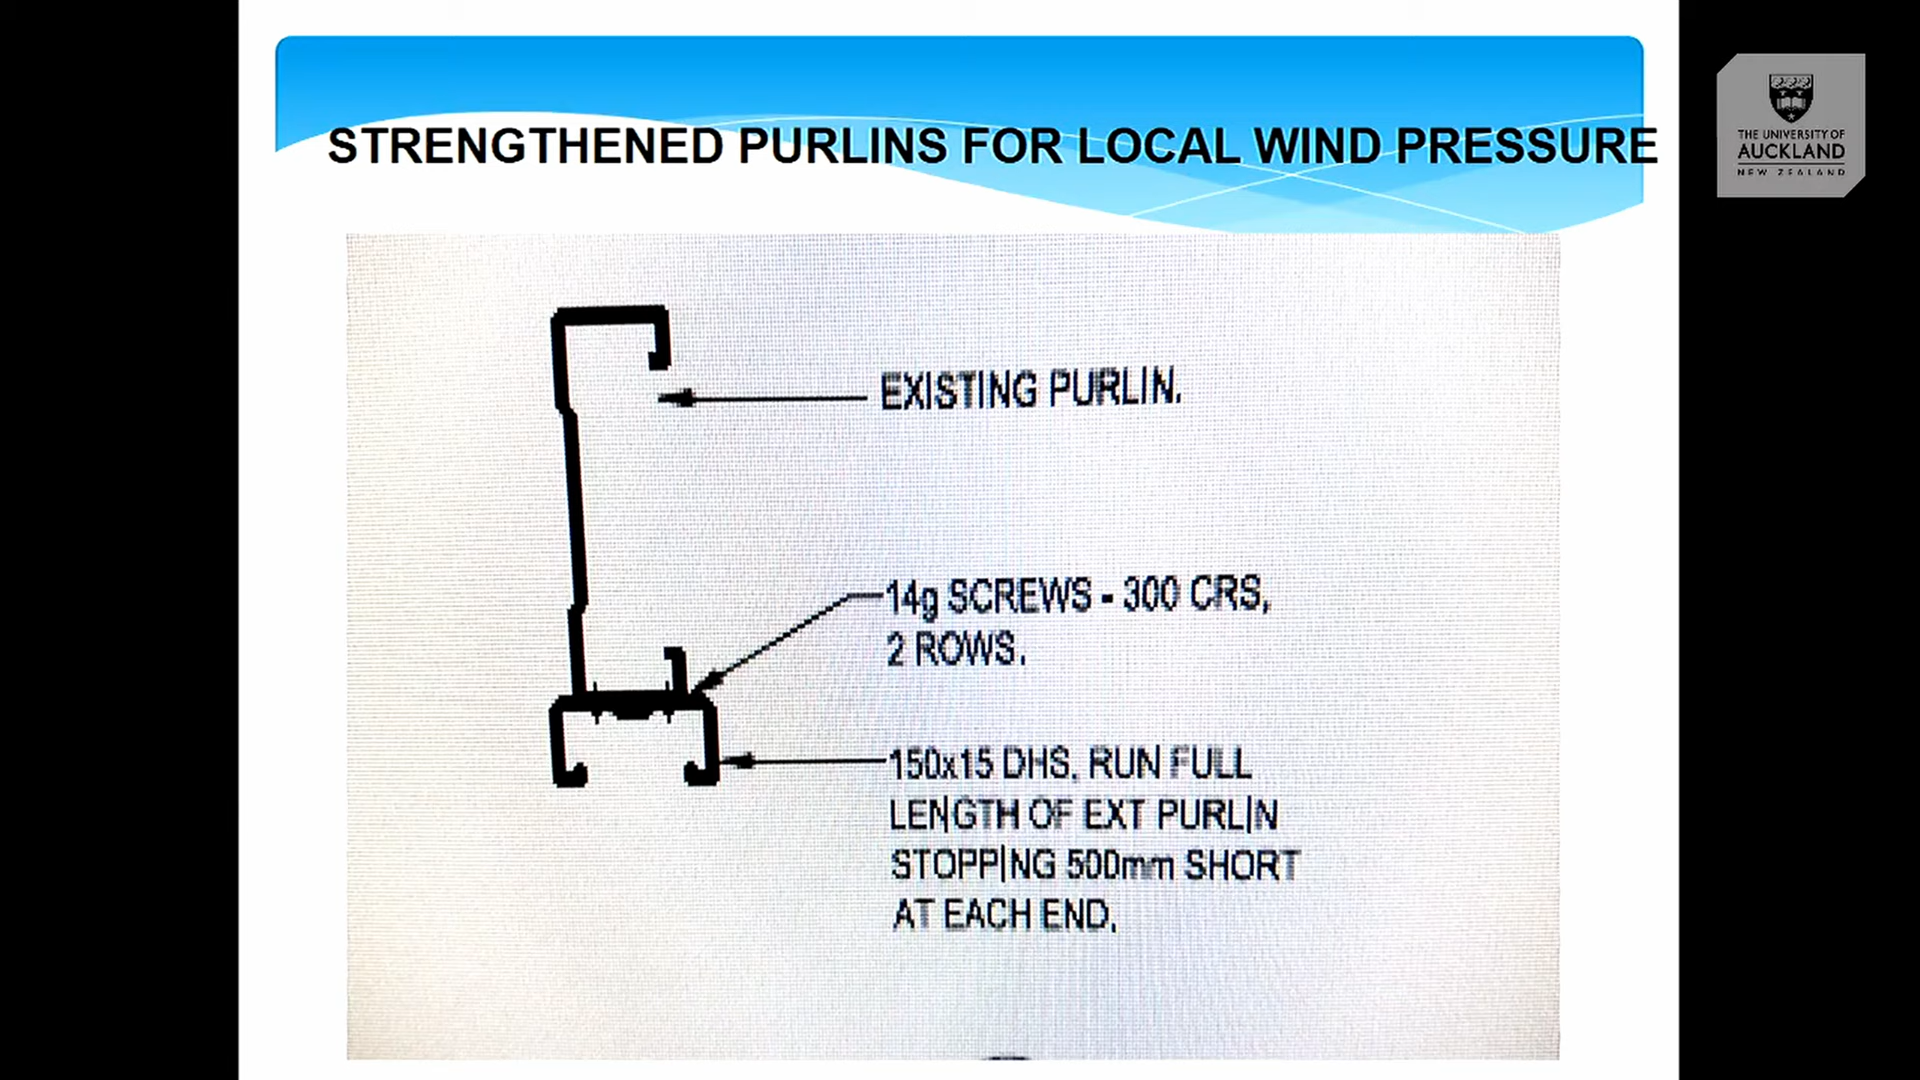 STRENGTHENED PURLINS FOR LOCAL WIND PRESSURE
THE UNIVERSITY OF
AUCKLAND
NEW ZEALAND
EXISTING PURLIN.
14g SCREWS - 300 CRS,
2 ROWS.
150x15 DHS, RUN FULL
LENGTH OF EXT PURLIN
STOPPING 500mm SHORT
AT EACH END.